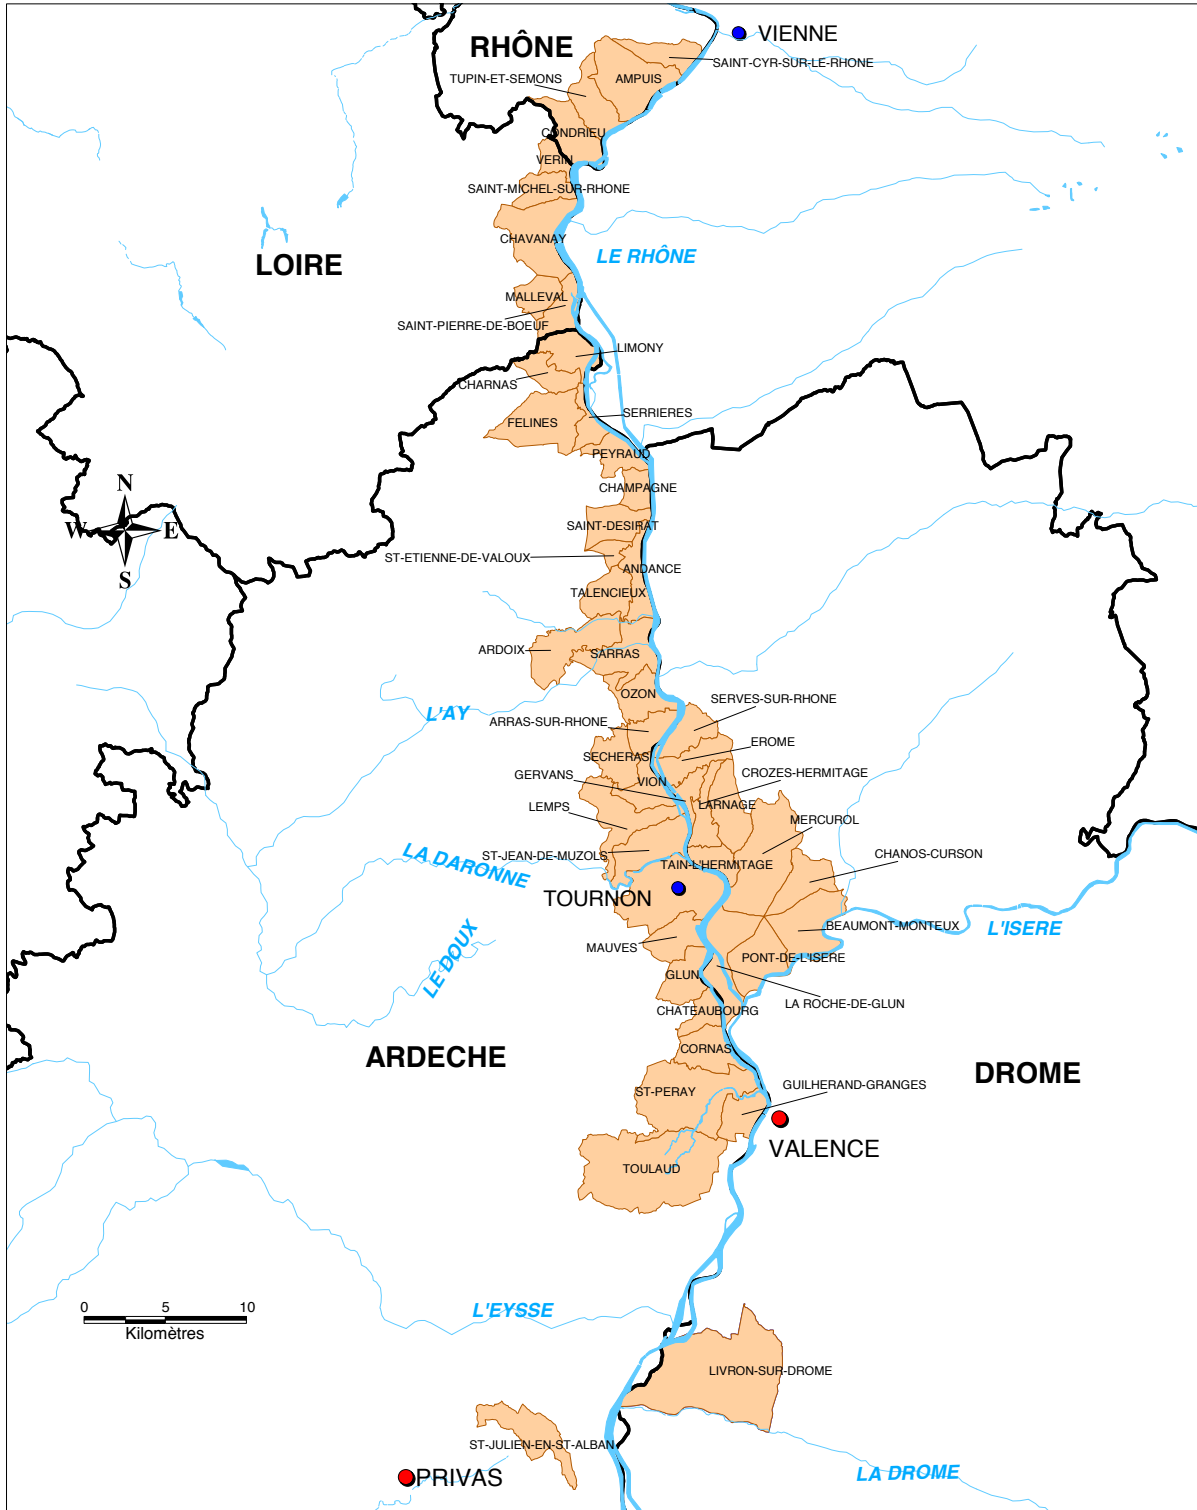 VIENNE
RHÔNE
SAINT-CYR-SUR-LE-RHONE
TUPIN-ET-SEMONS
AMPUIS
CONDRIEU
VERIN
SAINT-MICHEL-SUR-RHONE
CHAVANAY
LE RHÔNE
LOIRE
MALLEVAL
SAINT-PIERRE-DE-BOEUF
LIMONY
CHARNAS
SERRIERES
FELINES
PEYRAUD
N
CHAMPAGNE
W
E
SAINT-DESIRAT
ST-ETIENNE-DE-VALOUX
ANDANCE
S
TALENCIEUX
ARDOIX
SARRAS
OZON
SERVES-SUR-RHONE
L'AY
ARRAS-SUR-RHONE
EROME
SECHERAS
CROZES-HERMITAGE
GERVANS
VION
LARNAGE
LEMPS
MERCUROL
LA DARONNE
ST-JEAN-DE-MUZOLS
CHANOS-CURSON
TAIN-L'HERMITAGE
TOURNON
BEAUMONT-MONTEUX
L'ISERE
MAUVES
LE DOUX
PONT-DE-L'ISERE
GLUN
LA ROCHE-DE-GLUN
CHATEAUBOURG
CORNAS
ARDECHE
DROME
GUILHERAND-GRANGES
ST-PERAY
VALENCE
TOULAUD
0 5 10
L'EYSSE
Kilomètres
LIVRON-SUR-DROME
ST-JULIEN-EN-ST-ALBAN
LA DROME
PRIVAS